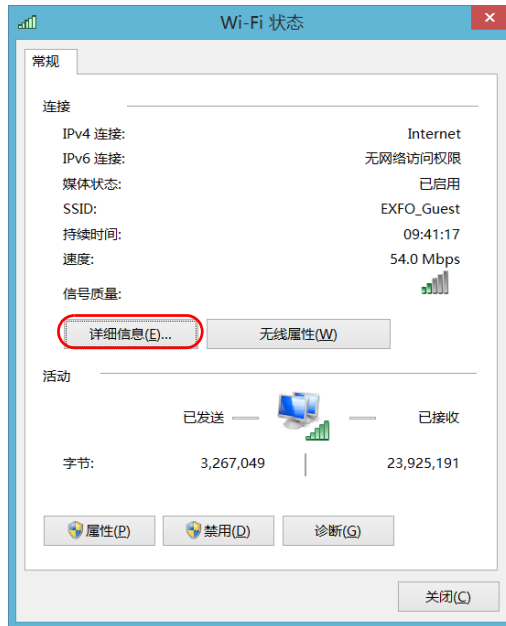 Wi-Fi 状态
常规
连接
IPv4 连接: Internet
IPv6 连接: 无网络访问权限
媒体状态: 已启用
SSID: EXFO_Guest
持续时间: 09:41:17
速度: 54.0 Mbps
信号质量:
详细信息(E)... 无线属性(W)
活动
已发送 已接收
字节: 3,267,049 23,925,191
属性(P) 禁用(D) 诊断(G)
关闭(C)